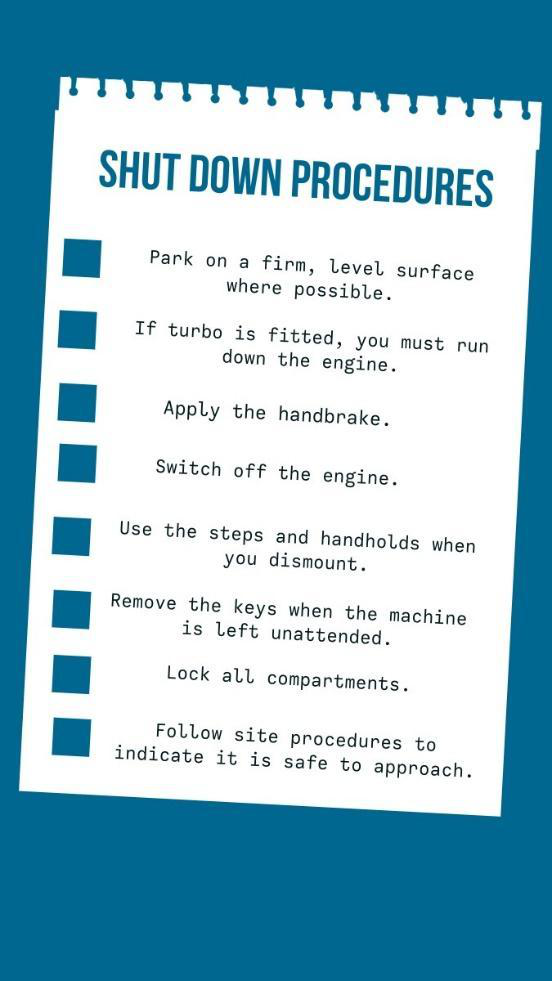 SHUT DOWN PROCEDURES
Park on a firm, level surface
where possible.
If turbo is fitted, you must run
down the engine.
Apply the handbrake.
Switch off the engine.
Use the steps and handholds when
you dismount.
Remove the keys when the machine
is left unattended.
Lock all compartments.
Follow site procedures to
indicate it is safe to approach.